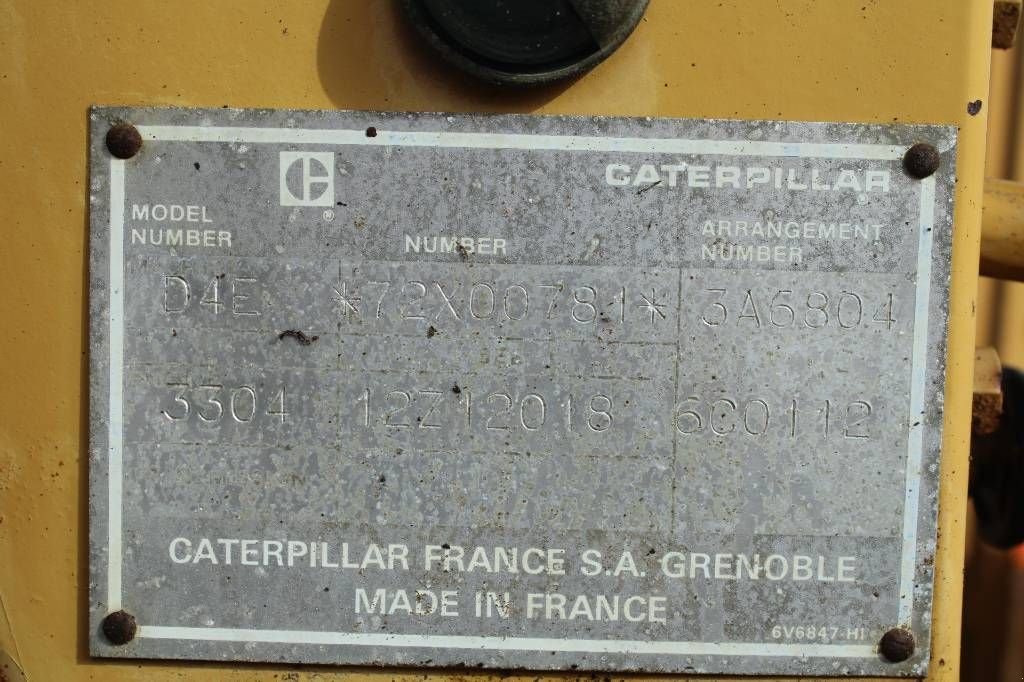 CATERPILLAR
MODEL NUMBER NUMBER ARRANGEMENT NUMBER
D4E *72X00781* 3A6804
3304 12Z12018 6C0112
CATERPILLAR FRANCE S.A. GRENOBLE
MADE IN FRANCE
6V6847-HI